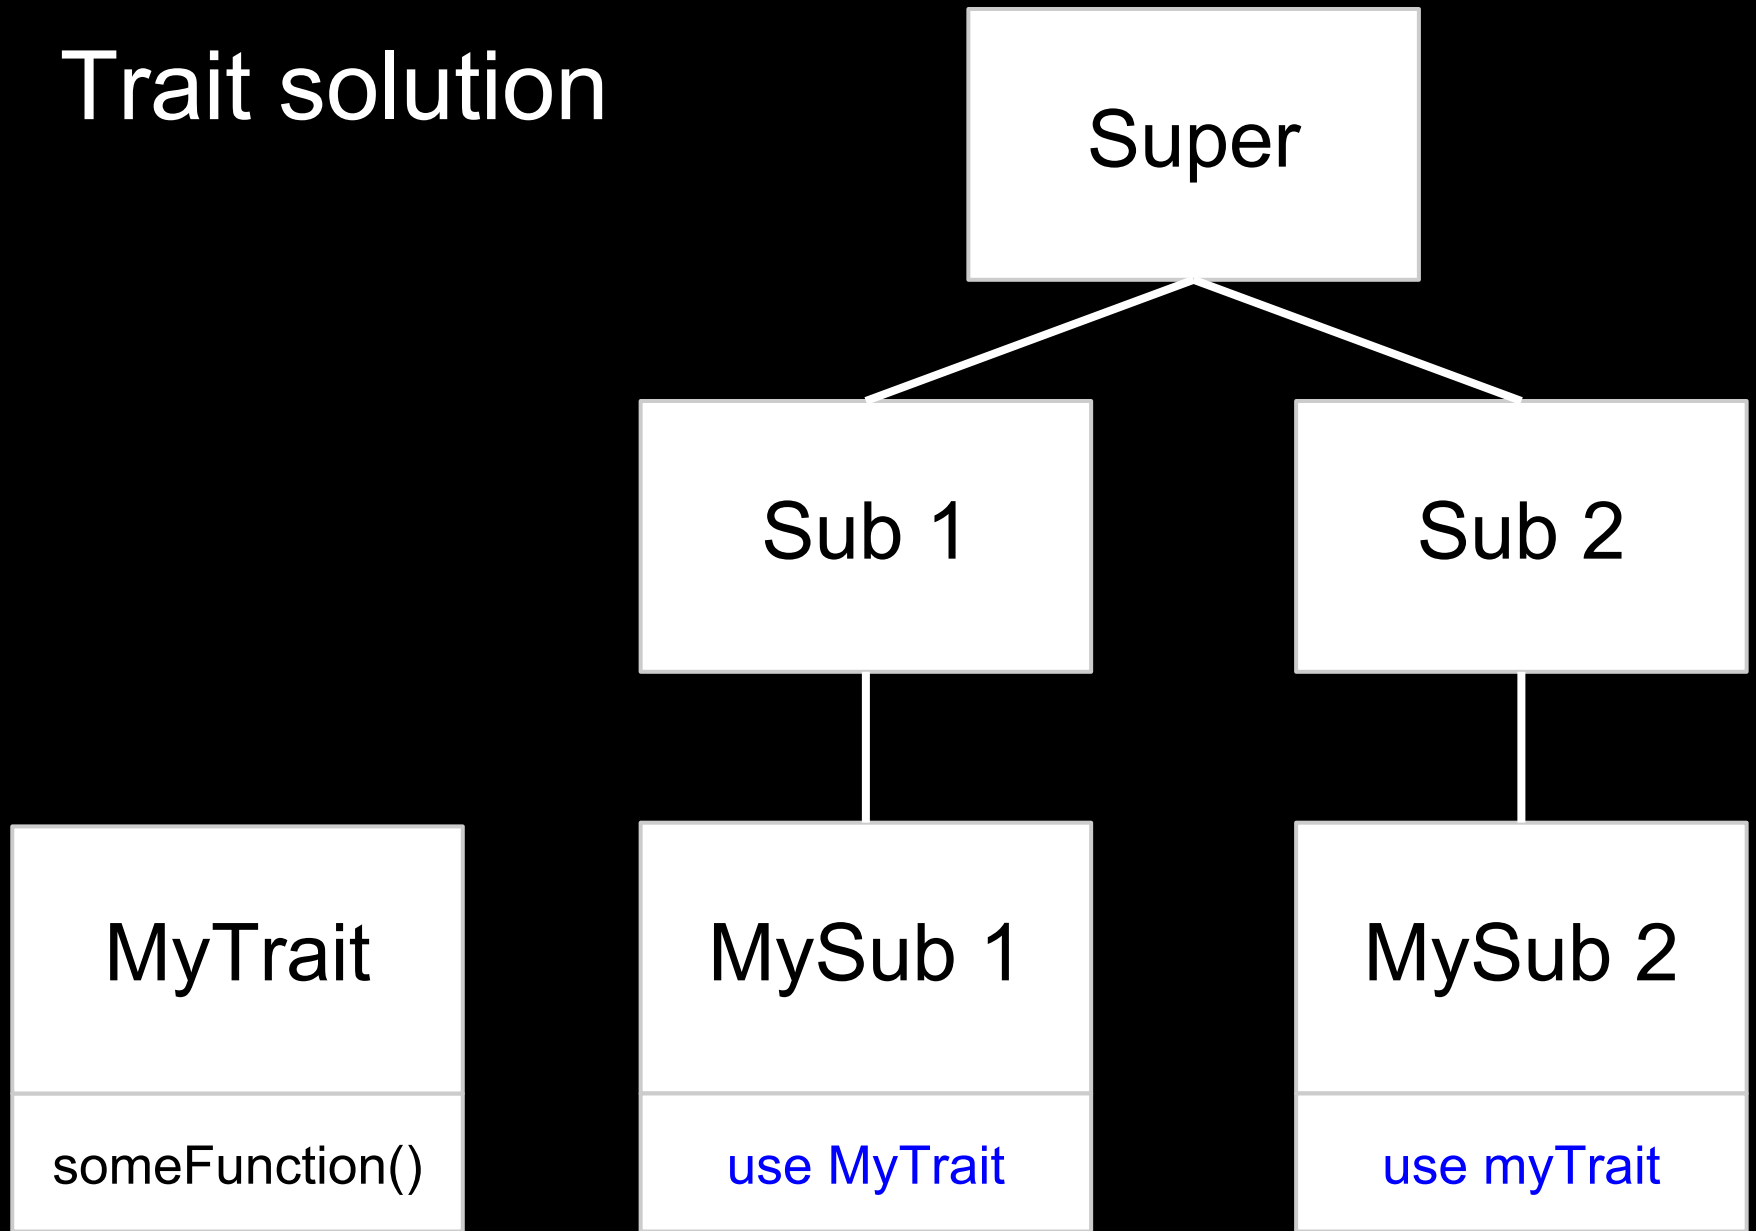 Trait solution
Super
Sub 1
Sub 2
MyTrait
MySub 1
MySub 2
someFunction()
use MyTrait
use myTrait